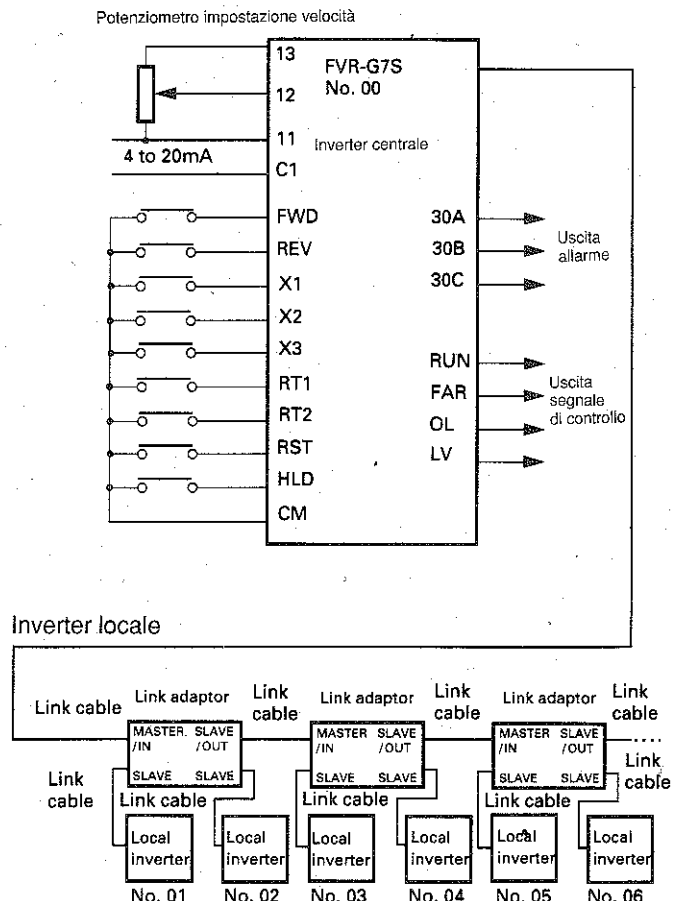 Potenziometro impostazione velocità
13
FVR-G7S
12
No. 00
11
Inverter centrale
4 to 20mA
C1
FWD
30A
REV
30B
Uscita
allarme
X1
30C
X2
X3
RUN
RT1
FAR
Uscita
segnale
di controllo
RT2
OL
RST
LV
HLD
CM
Inverter locale
Link cable
Link adaptor
Link
cable
Link adaptor
Link
cable
Link adaptor
Link
cable
MASTER
/IN
SLAVE
/OUT
MASTER
/IN
SLAVE
/OUT
MASTER
/IN
SLAVE
/OUT
Link
cable
SLAVE
SLAVE
SLAVE
SLAVE
SLAVE
SLAVE
Link
cable
Link cable
Link cable
Link cable
Local
inverter
Local
inverter
Local
inverter
Local
inverter
Local
inverter
Local
inverter
No. 01
No. 02
No. 03
No. 04
No. 05
No. 06